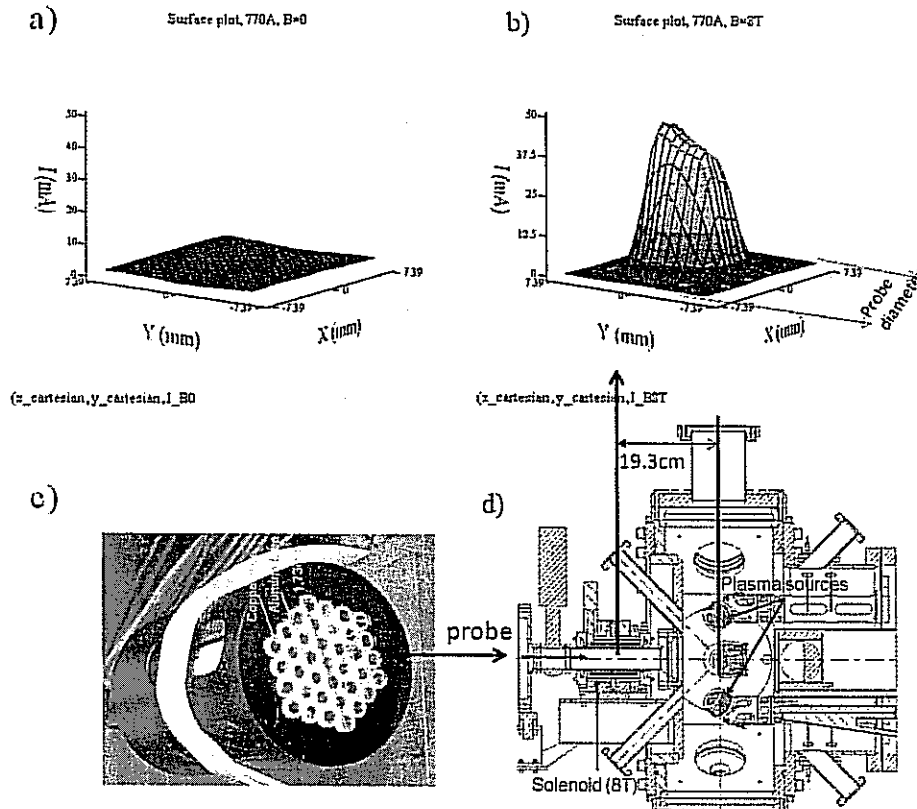 a)
Surface plot, 770A, B=0
50
40
30
20
10
0
I (mA)
739
0
-739
-739
0
739
Y (mm)
X (mm)
(x_cartesian, y_cartesian, I_B0
b)
Surface plot, 770A, B=8T
50
37.5
25
12.5
0
I (mA)
739
0
-739
-739
0
739
Y (mm)
X (mm)
Probe
(x_cartesian, y_cartesian, I_B8T
c)
probe
d)
19.3cm
Plasma sources
Solenoid (8T)